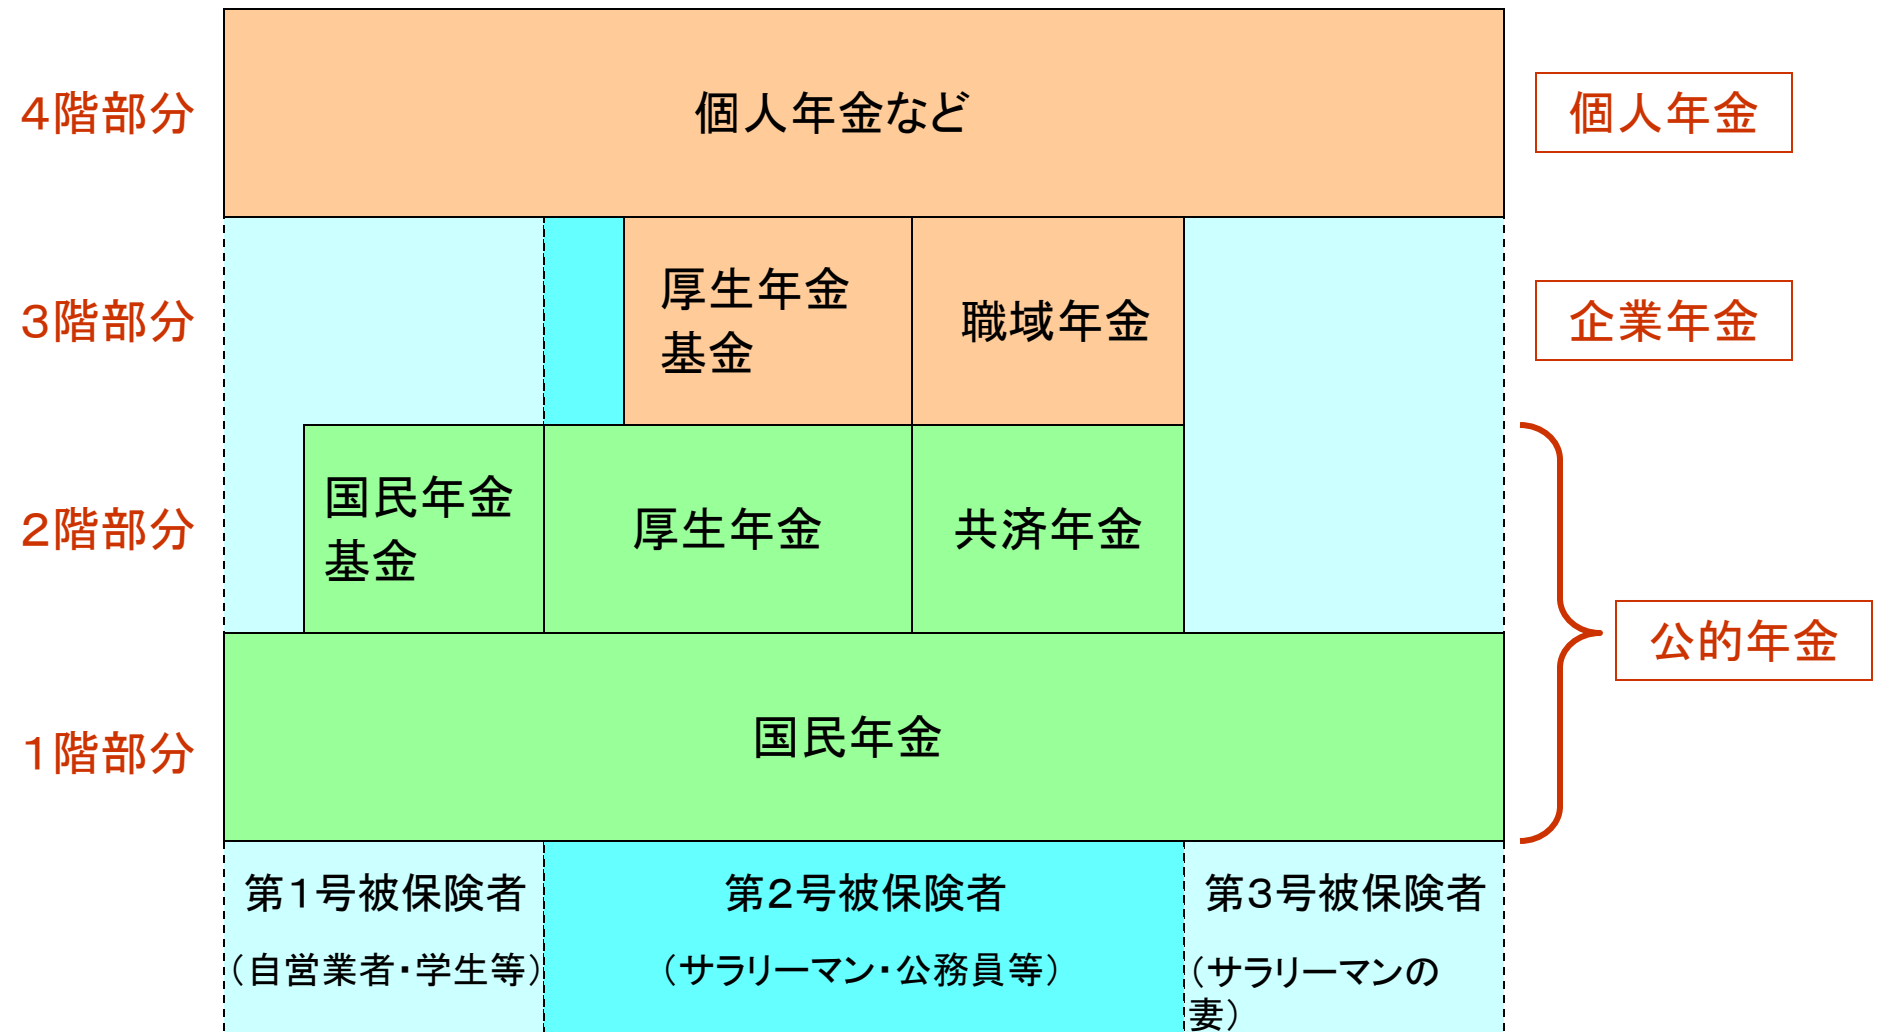 4階部分
個人年金など
個人年金
3階部分
厚生年金
基金
職域年金
企業年金
2階部分
国民年金
基金
厚生年金
共済年金
公的年金
1階部分
国民年金
第1号被保険者
(自営業者・学生等)
第2号被保険者
(サラリーマン・公務員等)
第3号被保険者
(サラリーマンの
妻)